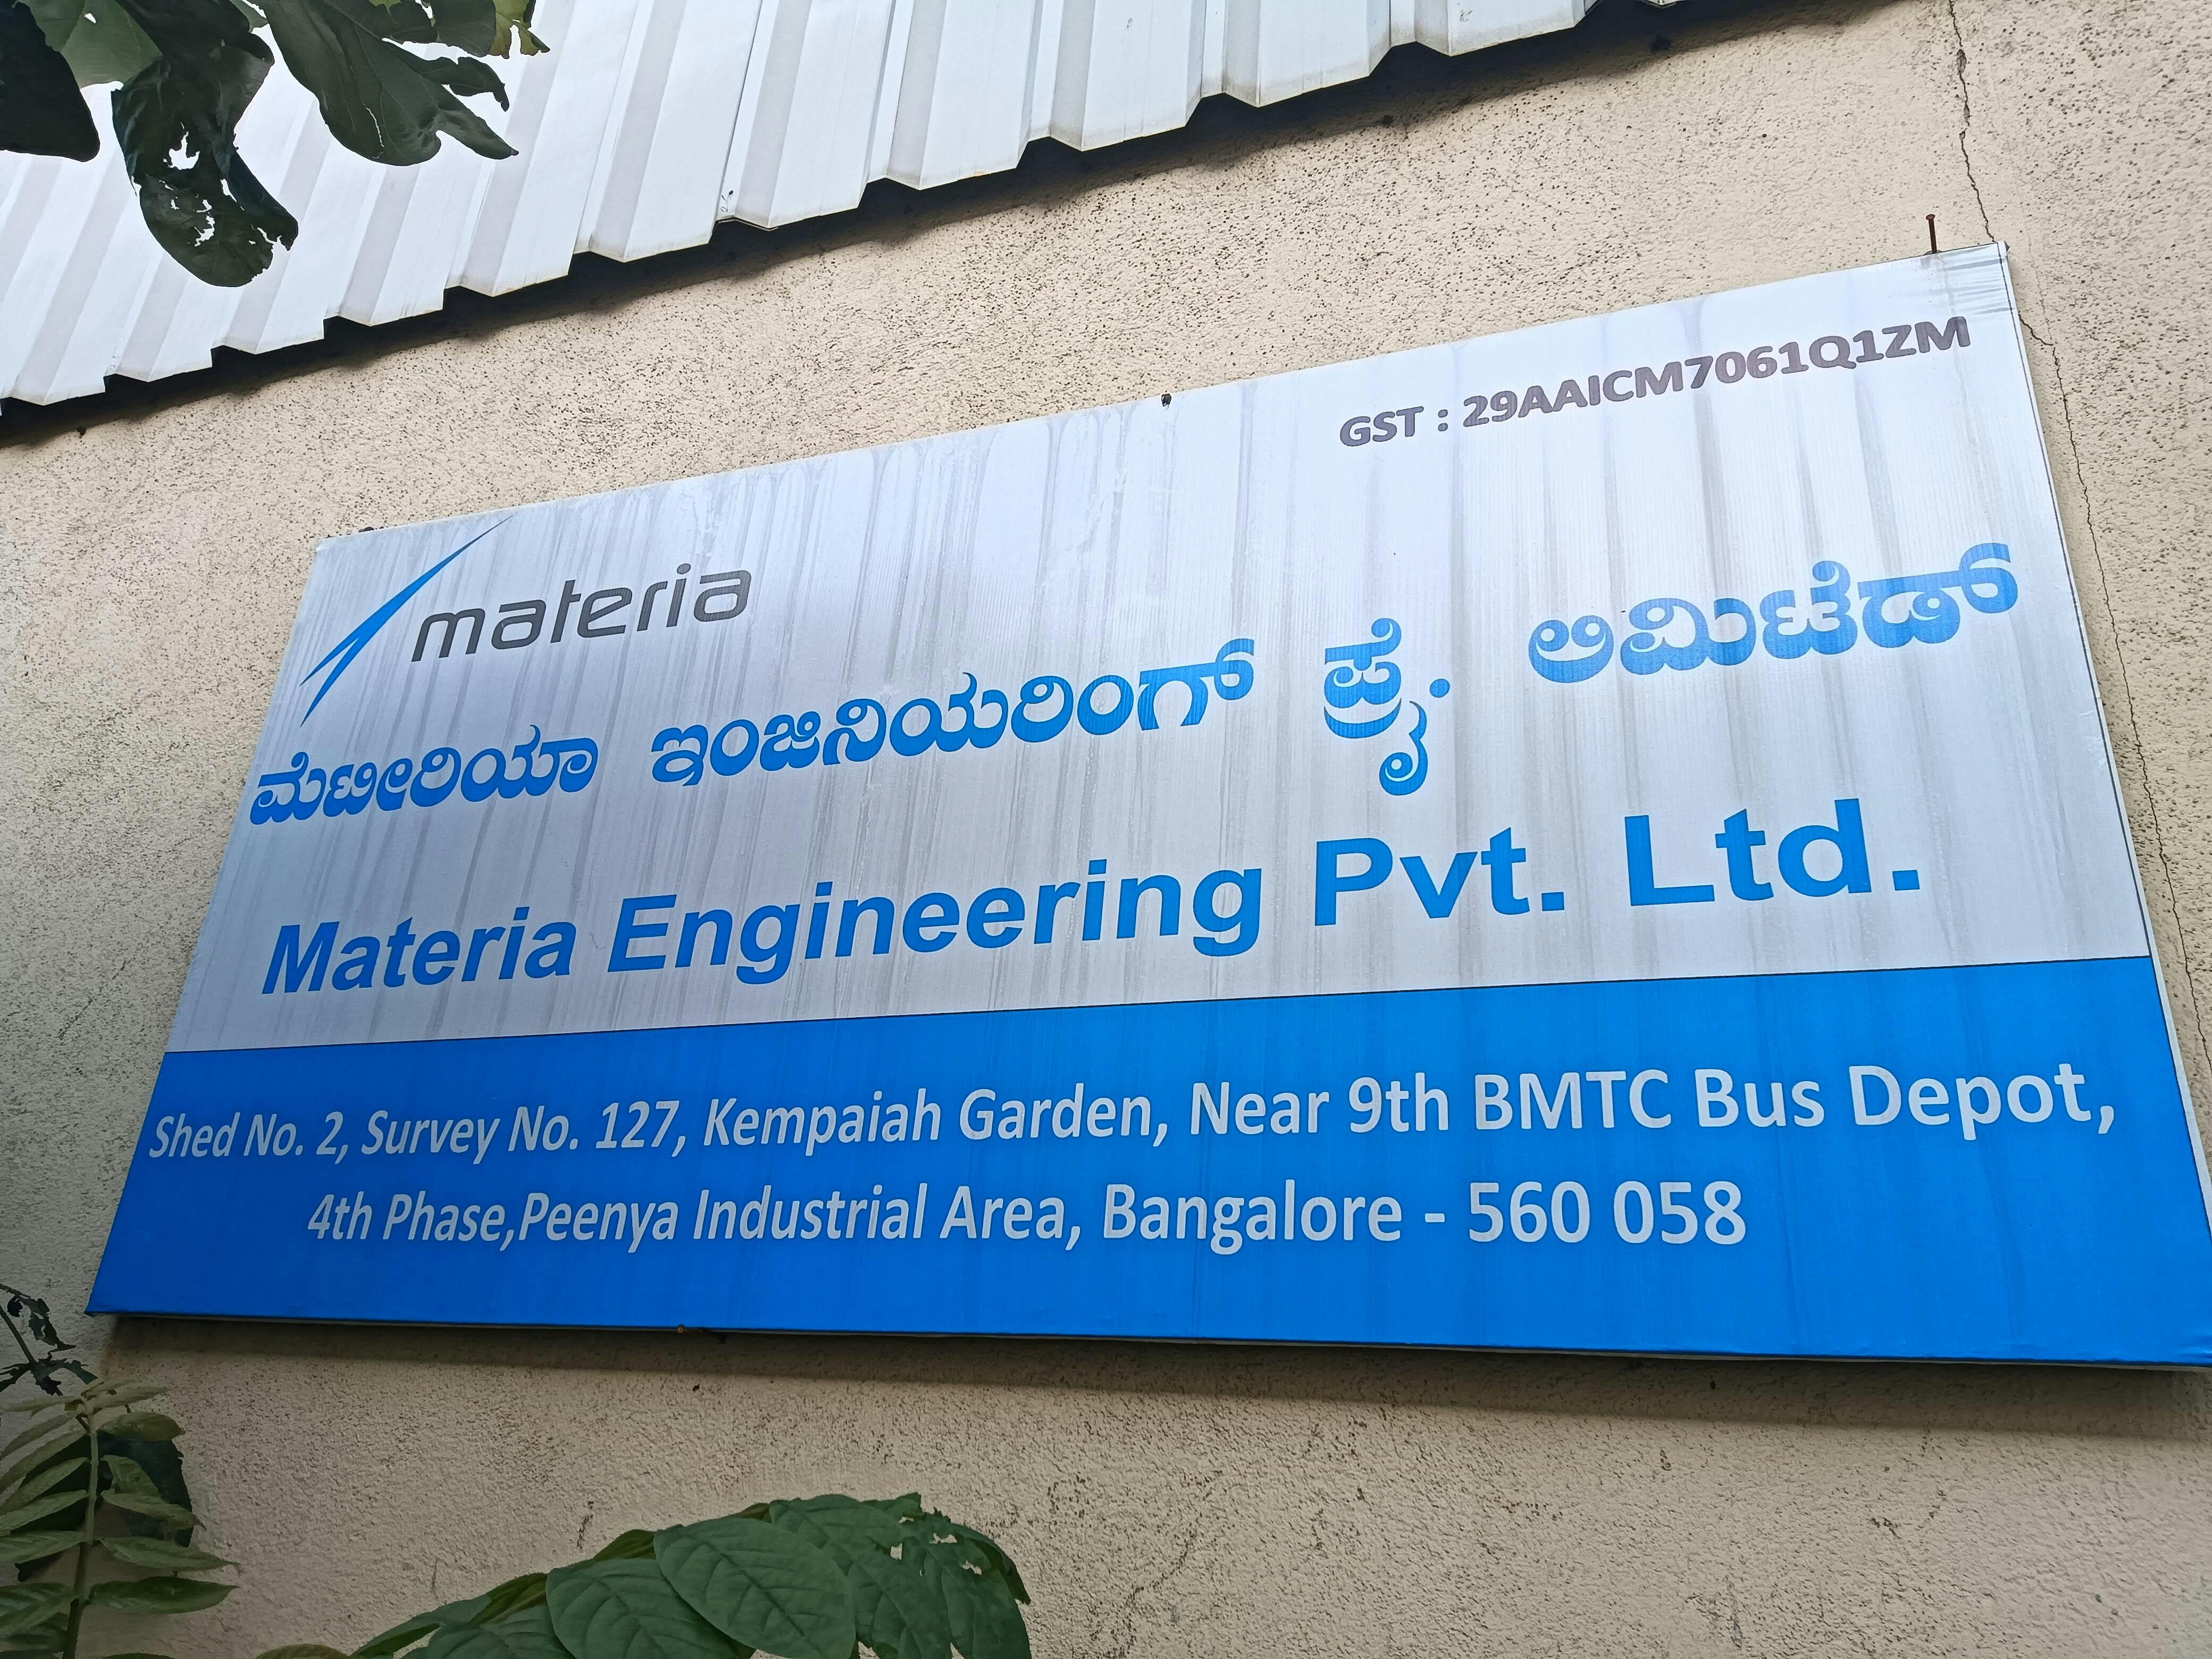 GST : 29AAICM7061Q1ZM
materia
ಮೆಟೀರಿಯಾ ಇಂಜಿನಿಯರಿಂಗ್ ಪ್ರೈ. ಲಿಮಿಟೆಡ್
Materia Engineering Pvt. Ltd.
Shed No. 2, Survey No. 127, Kempaiah Garden, Near 9th BMTC Bus Depot,
4th Phase,Peenya Industrial Area, Bangalore - 560 058